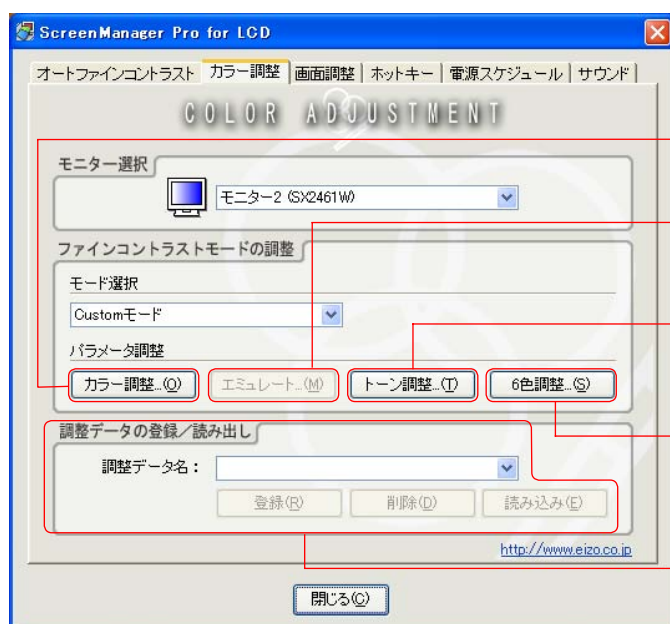 ScreenManager Pro for LCD
オートファインコントラスト カラー調整 画面調整 ホットキー 電源スケジュール サウンド
COLOR ADJUSTMENT
モニター選択
モニター2 (SX2461W)
ファインコントラストモードの調整
モード選択
Customモード
パラメータ調整
カラー調整...(O) エミュレート...(M) トーン調整...(T) 6色調整...(S)
調整データの登録／読み出し
調整データ名：
登録(R) 削除(D) 読み込み(E)
http://www.eizo.co.jp
閉じる(C)